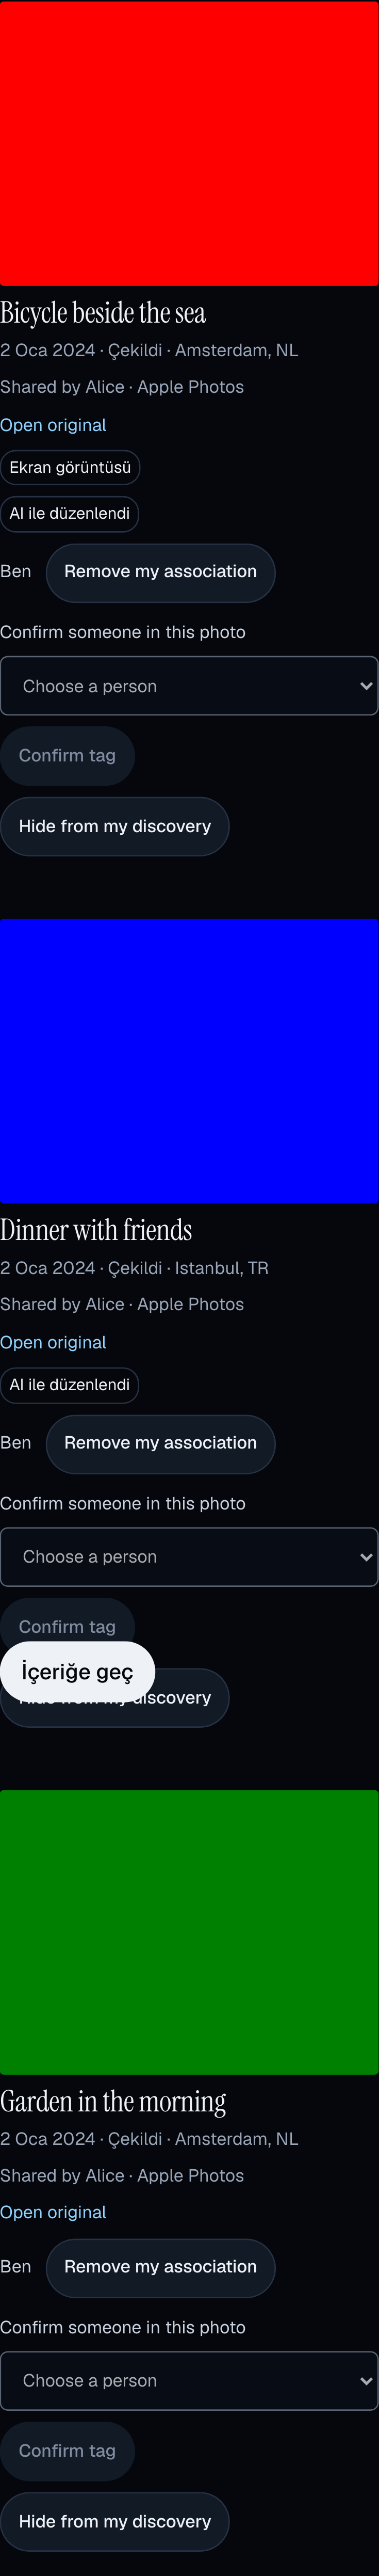 Bicycle beside the sea
2 Oca 2024 · Çekildi · Amsterdam, NL
Shared by Alice · Apple Photos
Open original
Ekran görüntüsü
AI ile düzenlendi
Ben Remove my association
Confirm someone in this photo
Choose a person
Confirm tag
Hide from my discovery
Dinner with friends
2 Oca 2024 · Çekildi · Istanbul, TR
Shared by Alice · Apple Photos
Open original
AI ile düzenlendi
Ben Remove my association
Confirm someone in this photo
Choose a person
Confirm tag
İçeriğe geç
Hide from my discovery
Garden in the morning
2 Oca 2024 · Çekildi · Amsterdam, NL
Shared by Alice · Apple Photos
Open original
Ben Remove my association
Confirm someone in this photo
Choose a person
Confirm tag
Hide from my discovery